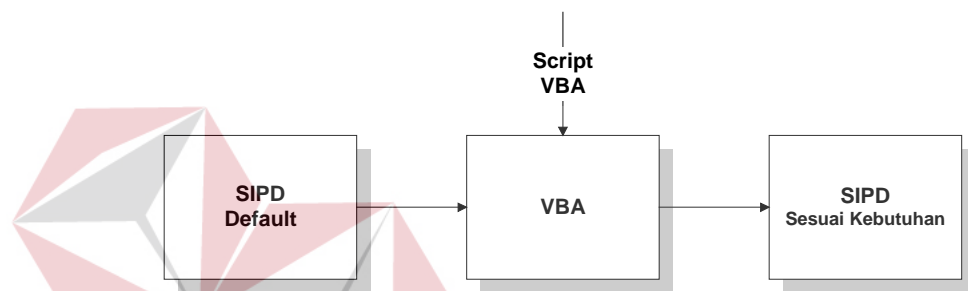 Script
VBA
SIPD
Default
VBA
SIPD
Sesuai Kebutuhan